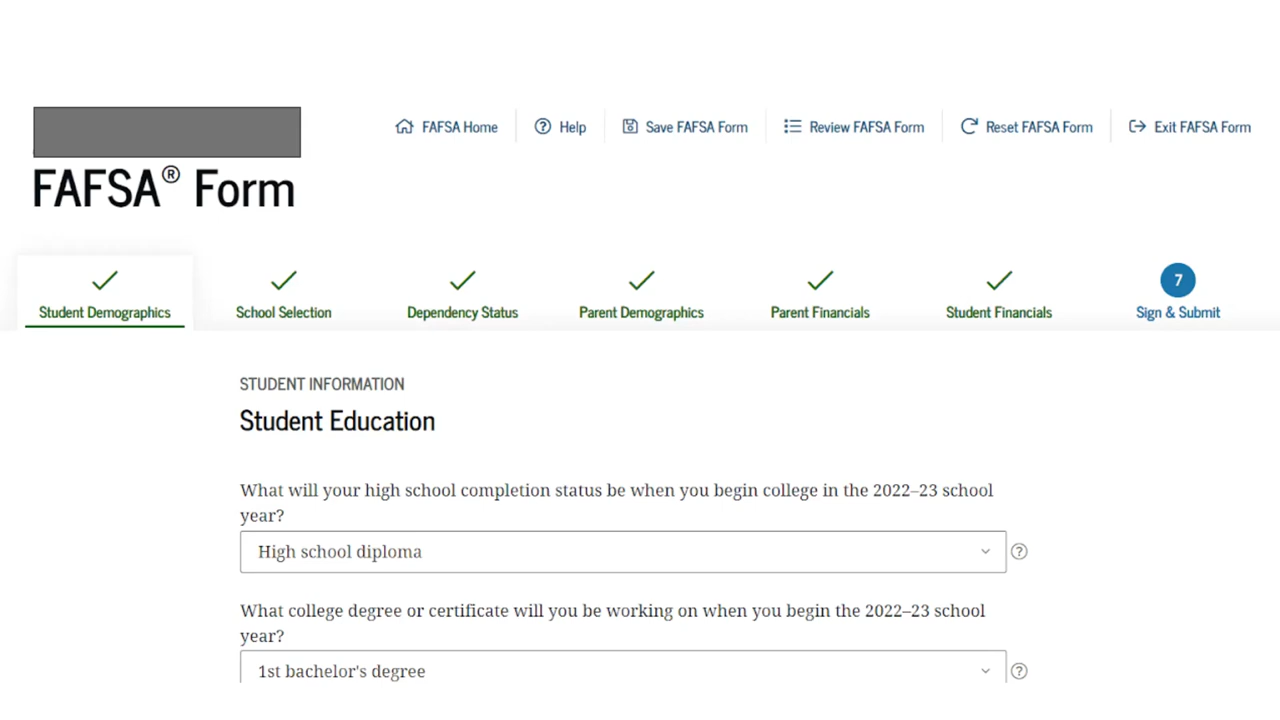 FAFSA Home
Help
Save FAFSA Form
Review FAFSA Form
Reset FAFSA Form
Exit FAFSA Form
FAFSA® Form
Student Demographics
School Selection
Dependency Status
Parent Demographics
Parent Financials
Student Financials
7
Sign & Submit
STUDENT INFORMATION
Student Education
What will your high school completion status be when you begin college in the 2022–23 school
year?
High school diploma
?
What college degree or certificate will you be working on when you begin the 2022–23 school
year?
1st bachelor's degree
?